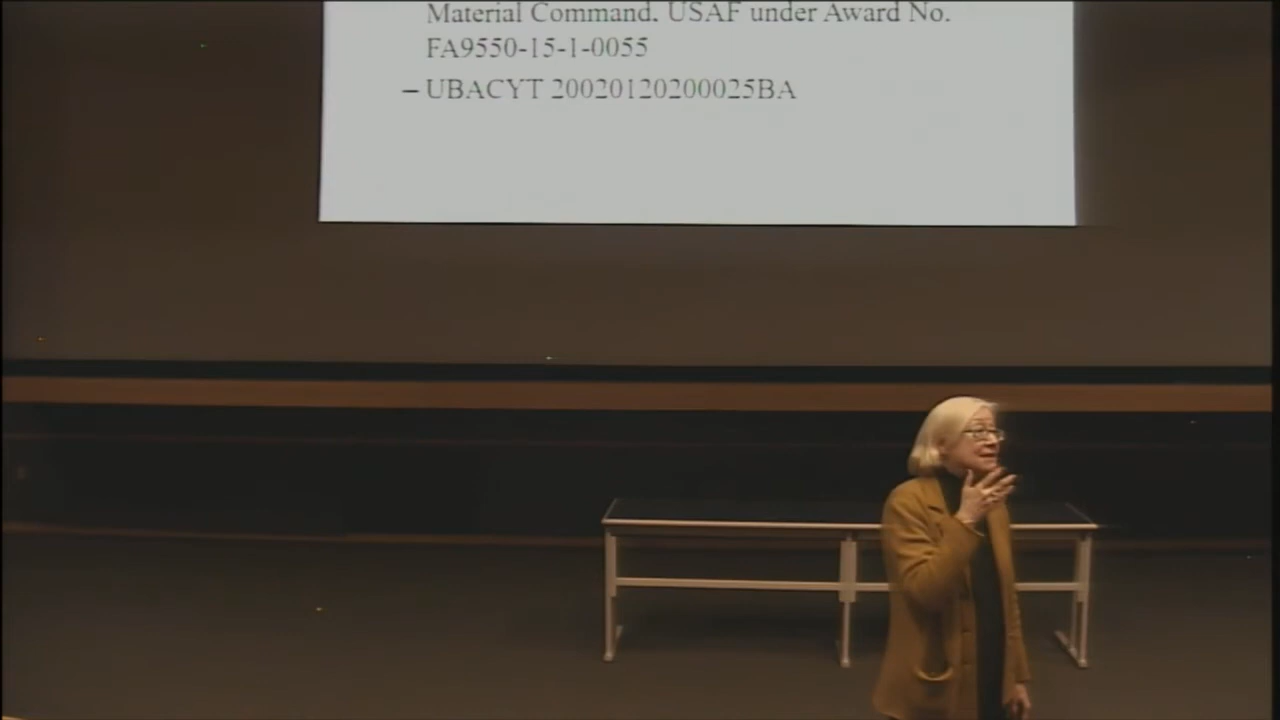 Material Command. USAF under Award No.
FA9550-15-1-0055
– UBACYT 20020120200025BA